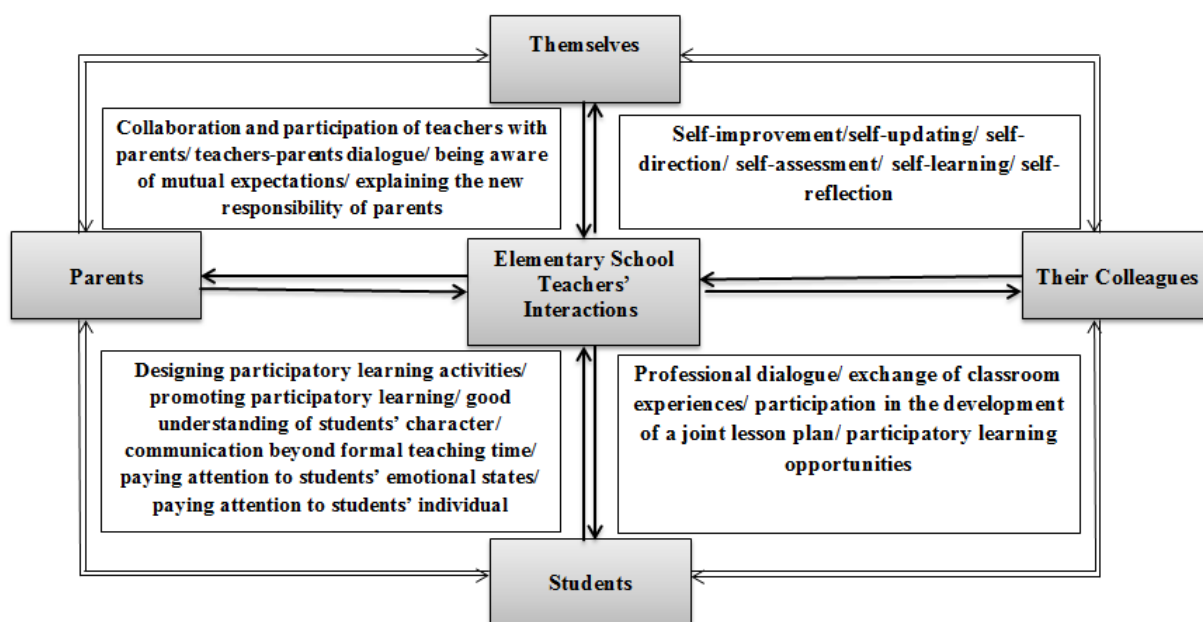 Themselves
Collaboration and participation of teachers with
parents/ teachers-parents dialogue/ being aware
of mutual expectations/ explaining the new
responsibility of parents
Self-improvement/self-updating/ self-
direction/ self-assessment/ self-learning/ self-
reflection
Parents
Elementary School
Teachers’
Interactions
Their Colleagues
Designing participatory learning activities/
promoting participatory learning/ good
understanding of students’ character/
communication beyond formal teaching time/
paying attention to students’ emotional states/
paying attention to students’ individual
Professional dialogue/ exchange of classroom
experiences/ participation in the development
of a joint lesson plan/ participatory learning
opportunities
Students